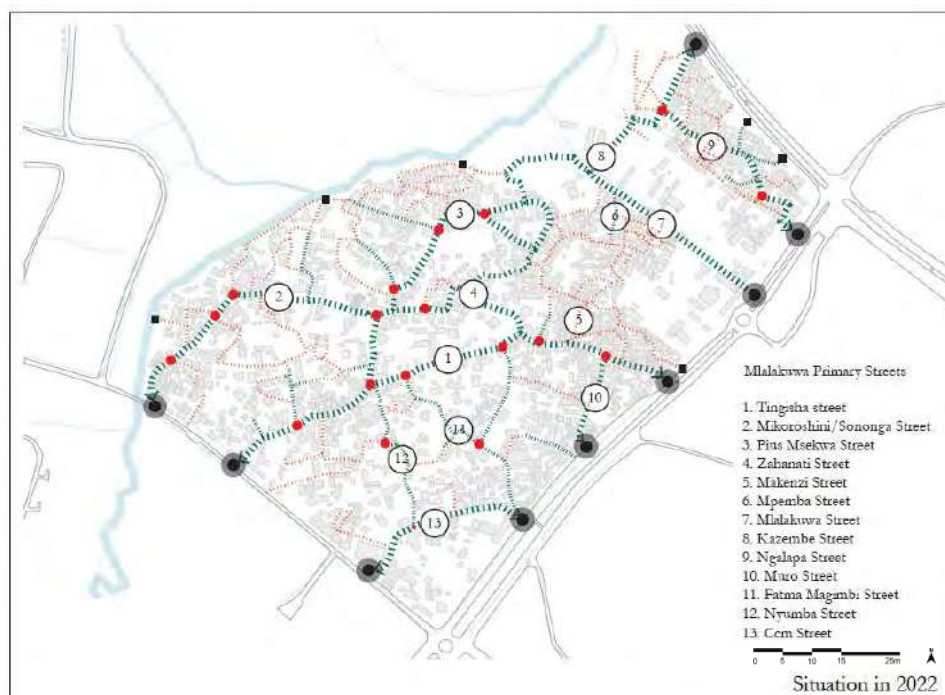 8
9
3
6
7
2
4
5
1
10
14
12
13
Mlalakuwa Primary Streets
1. Tingisha street
2. Mikoroshini/Sononga Street
3. Pius Msekwa Street
4. Zahanati Street
5. Makenzi Street
6. Mpemba Street
7. Mlalakuwa Street
8. Kazembe Street
9. Ngalapa Street
10. Muro Street
11. Fatma Magimbi Street
12. Nyumba Street
13. Ccm Street
0 5 10 15 25m
N
Situation in 2022